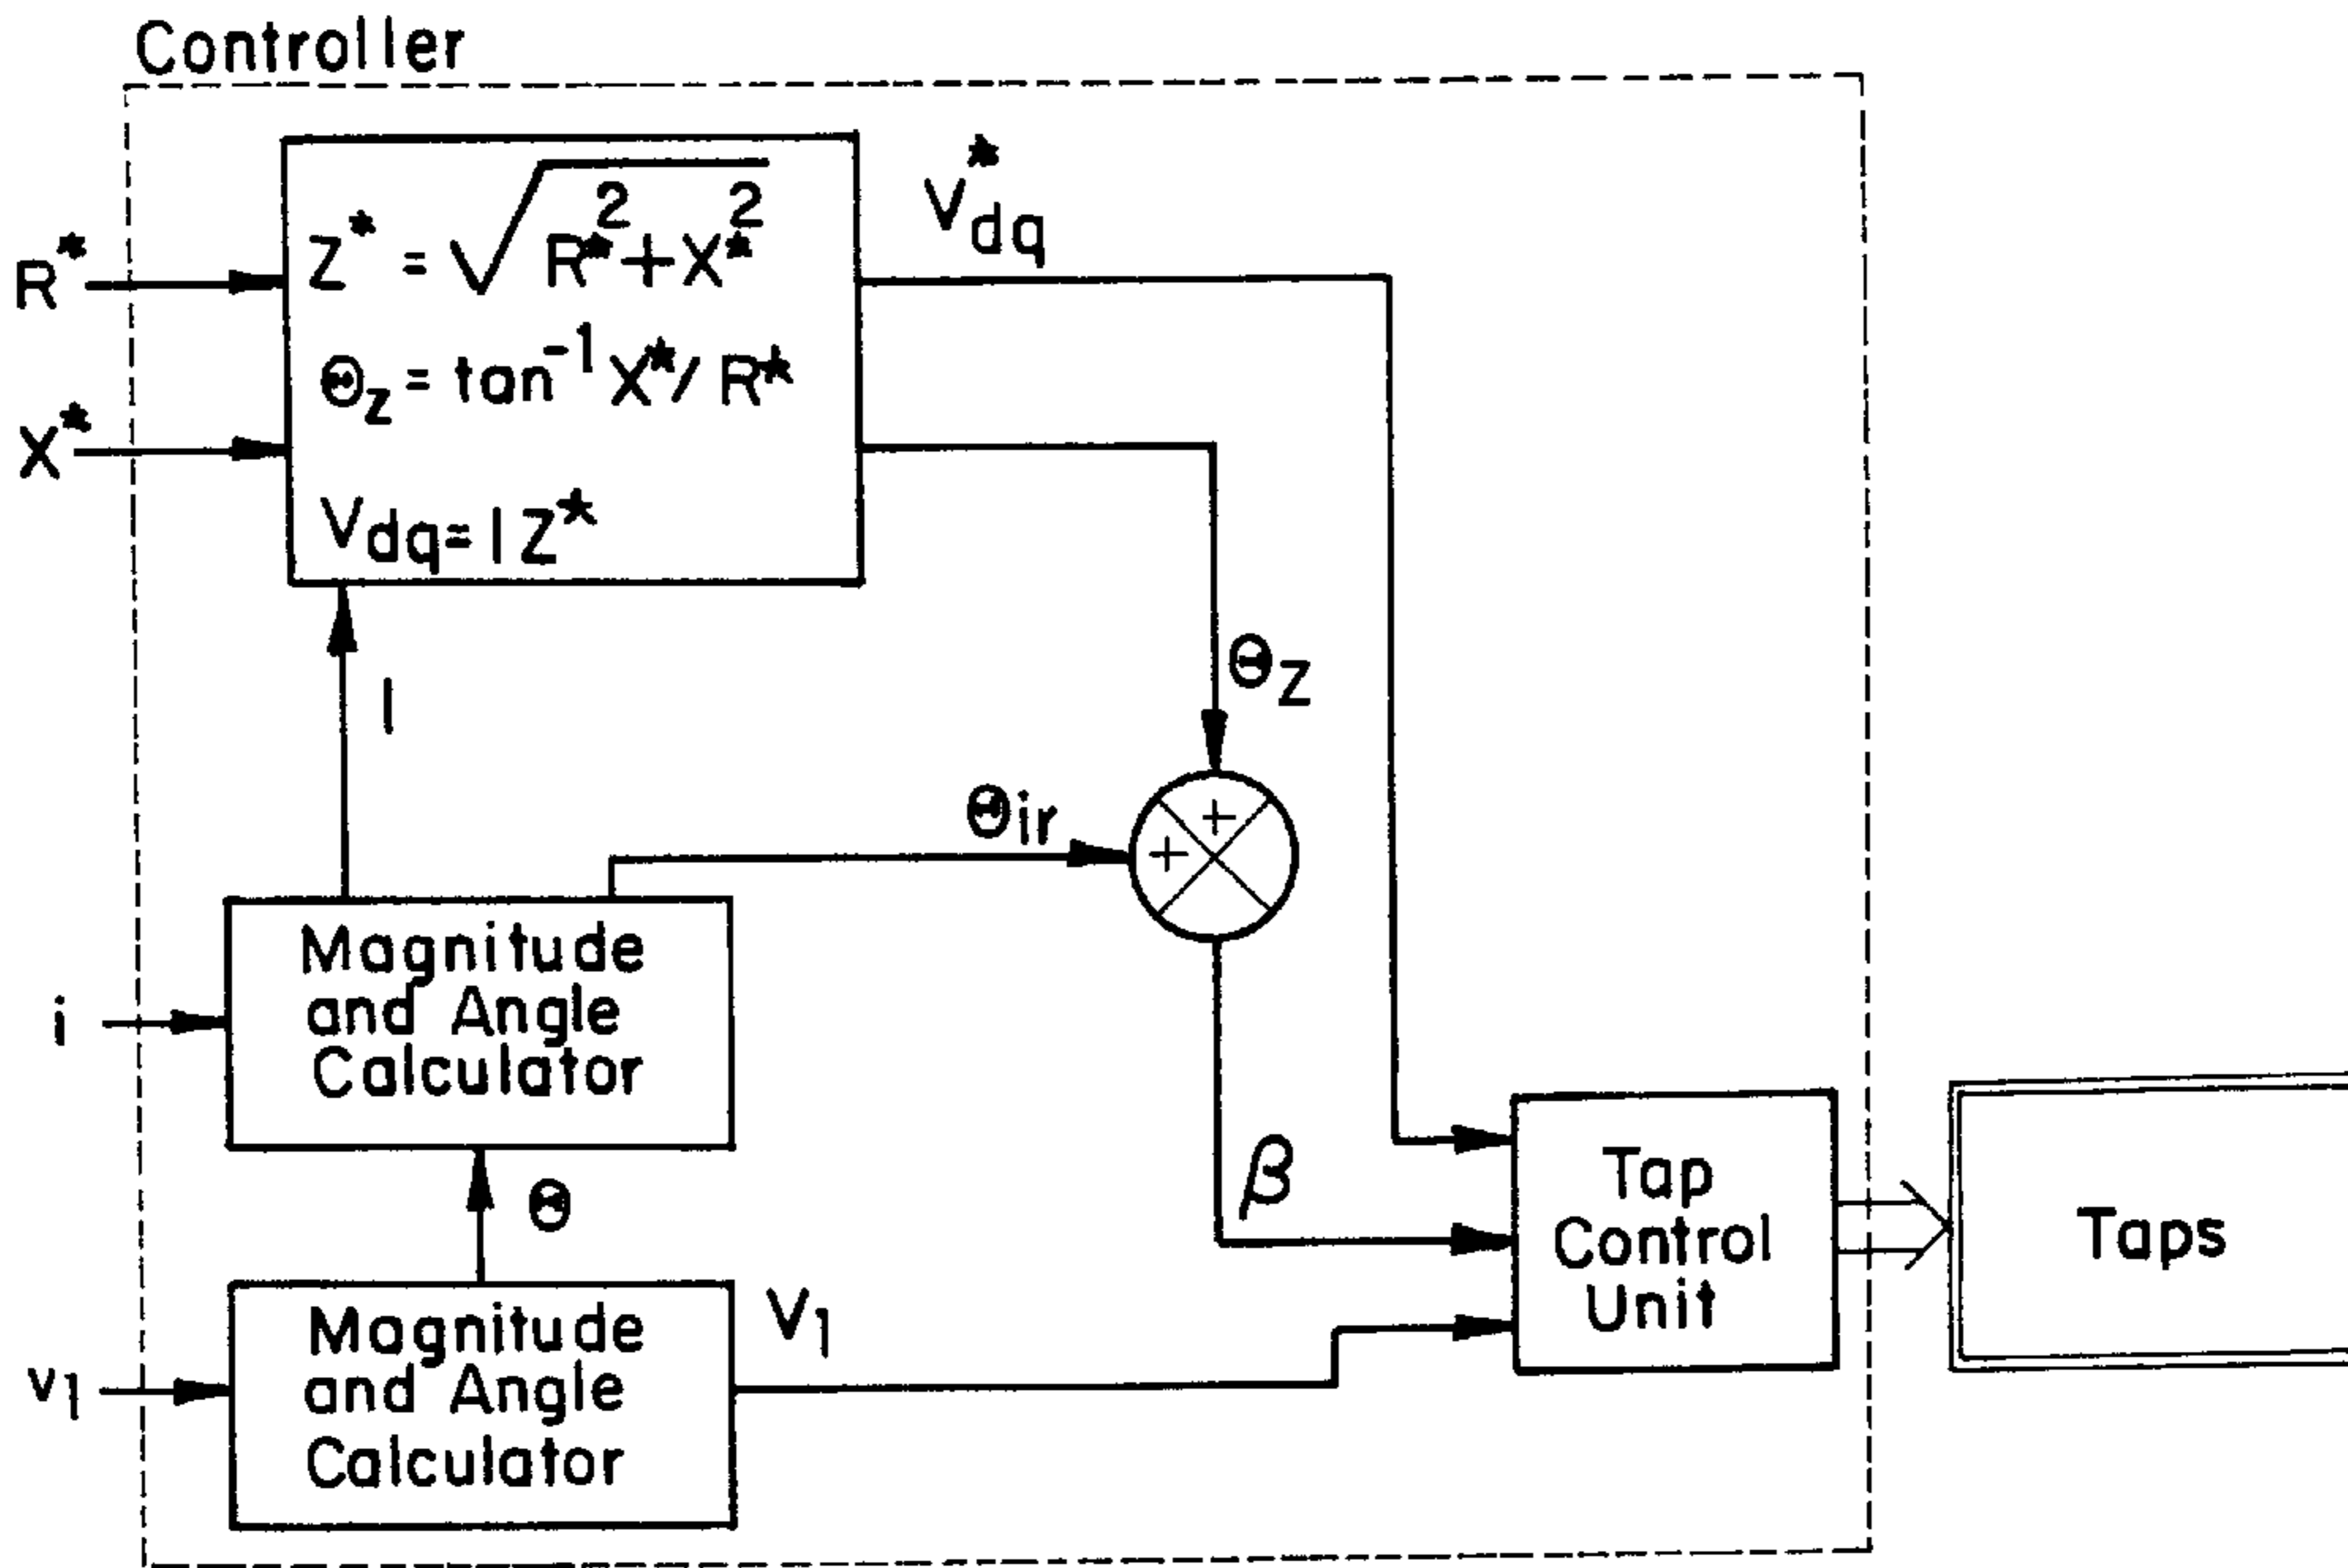 Controller
R*
X*
Z* = √R*²+X*²
Θz = tan⁻¹ X*/R*
Vdq = I Z*
V*dq
Θz
I
Θir
+
+
i
Magnitude
and Angle
Calculator
Θ
β
v1
Magnitude
and Angle
Calculator
V1
Tap
Control
Unit
Taps